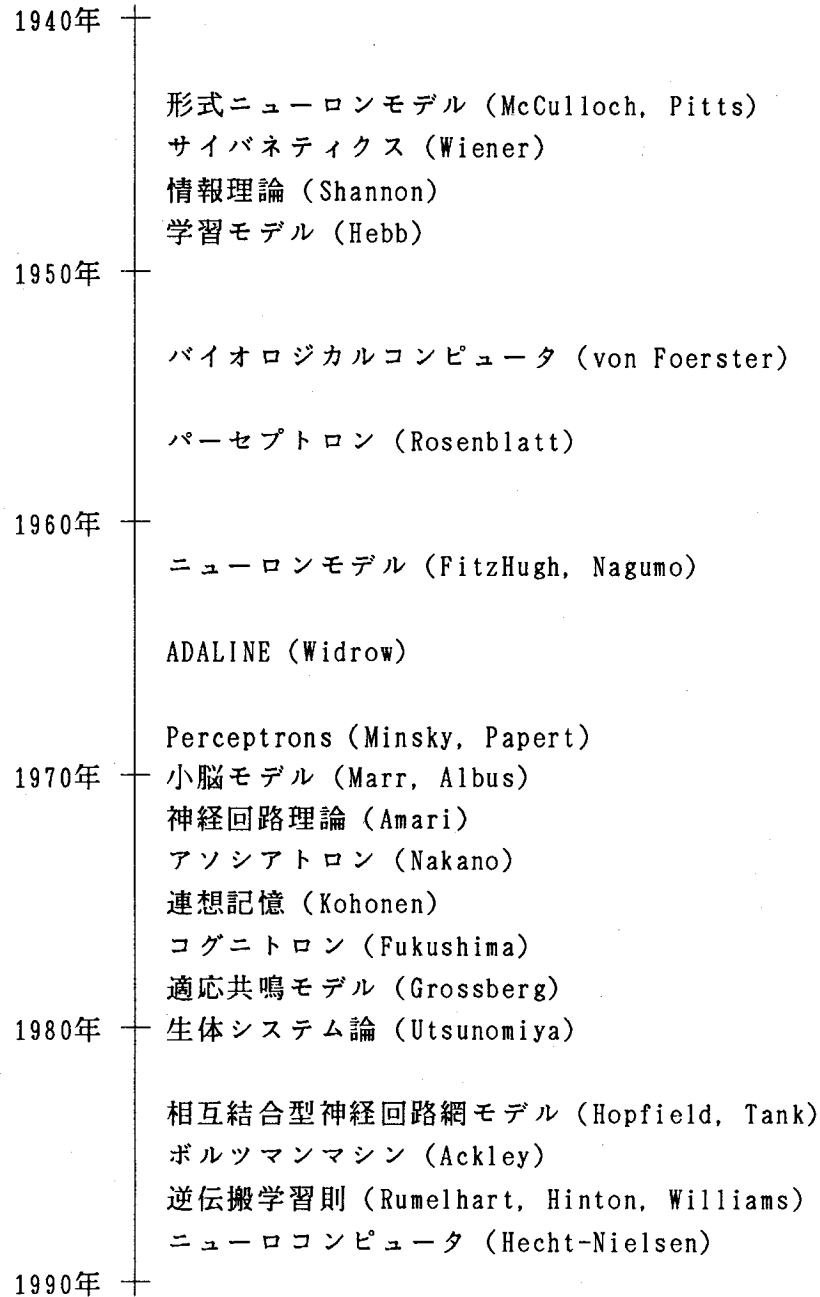 1940年
形式ニューロンモデル (McCulloch, Pitts)
サイバネティクス (Wiener)
情報理論 (Shannon)
学習モデル (Hebb)
1950年
バイオロジカルコンピュータ (von Foerster)
パーセプトロン (Rosenblatt)
1960年
ニューロンモデル (FitzHugh, Nagumo)
ADALINE (Widrow)
Perceptrons (Minsky, Papert)
1970年 小脳モデル (Marr, Albus)
神経回路理論 (Amari)
アソシアトロン (Nakano)
連想記憶 (Kohonen)
コグニトロン (Fukushima)
適応共鳴モデル (Grossberg)
1980年 生体システム論 (Utsunomiya)
相互結合型神経回路網モデル (Hopfield, Tank)
ボルツマンマシン (Ackley)
逆伝搬学習則 (Rumelhart, Hinton, Williams)
ニューロコンピュータ (Hecht-Nielsen)
1990年